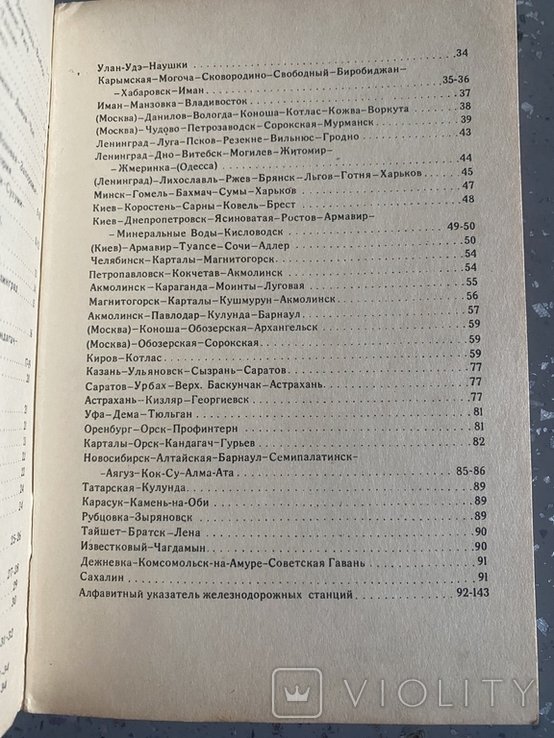 Улан-Удэ–Наушки 34
Карымская–Могоча–Сковородино–Свободный–Биробиджан–
–Хабаровск–Иман 35-36
Иман–Манзовка–Владивосток 37
(Москва)–Данилов–Вологда–Коноша–Котлас–Кожва–Воркута 38
(Москва)–Чудово–Петрозаводск–Сорокская–Мурманск 39
Ленинград–Луга–Псков–Резекне–Вильнюс–Гродно 43
Ленинград–Дно–Витебск–Могилев–Житомир–
–Жмеринка–(Одесса) 44
(Ленинград)–Лихославль–Ржев–Брянск–Льгов–Готня–Харьков 45
Минск–Гомель–Бахмач–Сумы–Харьков 47
Киев–Коростень–Сарны–Ковель–Брест 48
Киев–Днепропетровск–Ясиноватая–Ростов–Армавир–
–Минеральные Воды–Кисловодск 49-50
(Киев)–Армавир–Туапсе–Сочи–Адлер 50
Челябинск–Карталы–Магнитогорск 54
Петропавловск–Кокчетав–Акмолинск 54
Акмолинск–Караганда–Моинты–Луговая 55
Магнитогорск–Карталы–Кушмурун–Акмолинск 56
Акмолинск–Павлодар–Кулунда–Барнаул 57
(Москва)–Коноша–Обозерская–Архангельск 59
(Москва)–Обозерская–Сорокская 59
Киров–Котлас 59
Казань–Ульяновск–Сызрань–Саратов 77
Саратов–Урбах–Верх. Баскунчак–Астрахань 77
Астрахань–Кизляр–Георгиевск 77
Уфа–Дема–Тюльган 81
Оренбург–Орск–Профинтерн 81
Карталы–Орск–Кандагач–Гурьев 82
Новосибирск–Алтайская–Барнаул–Семипалатинск–
–Аягуз–Кок-Су–Алма-Ата 85-86
Татарская–Кулунда 89
Карасук–Камень-на-Оби 89
Рубцовка–Зыряновск 89
Тайшет–Братск–Лена 90
Известковый–Чагдамын 90
Дежневка–Комсомольск-на-Амуре–Советская Гавань 91
Сахалин 91
Алфавитный указатель железнодорожных станций 92-143
VIOLITY